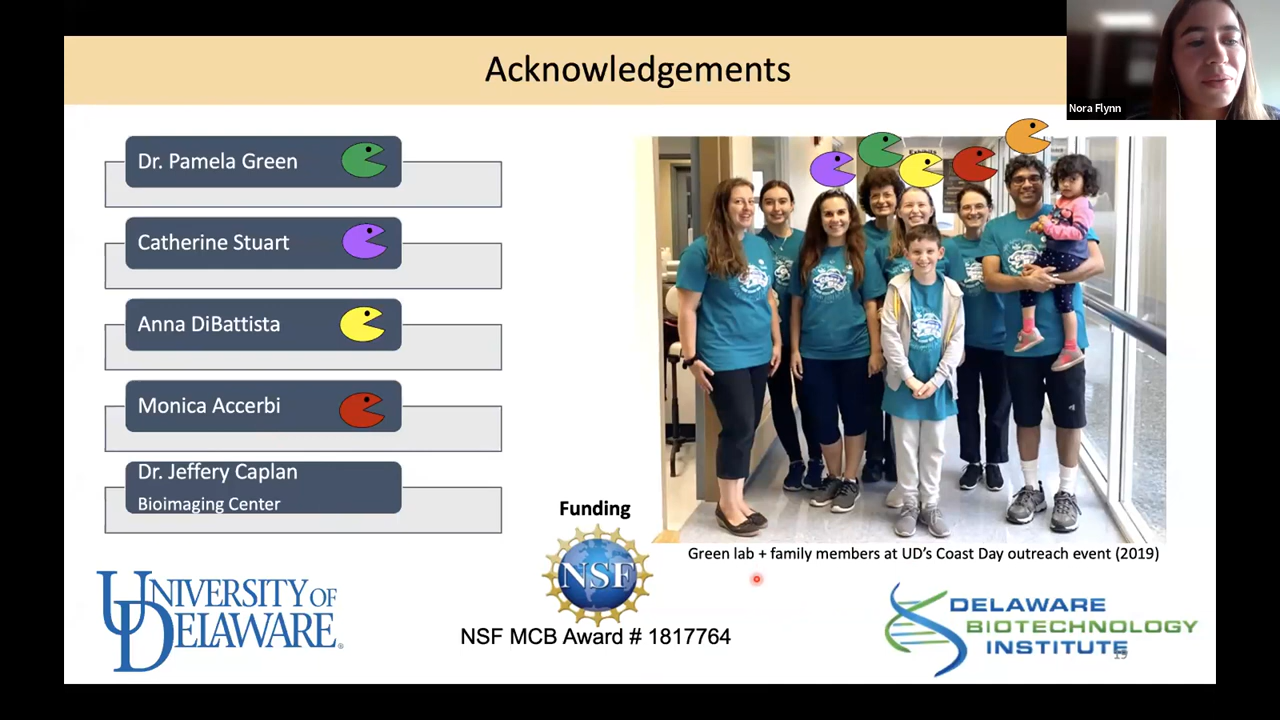 Acknowledgements
Nora Flynn
Dr. Pamela Green
Catherine Stuart
Anna DiBattista
Monica Accerbi
Dr. Jeffery Caplan
Bioimaging Center
Funding
NSF
NSF MCB Award # 1817764
Green lab + family members at UD's Coast Day outreach event (2019)
UNIVERSITY OF
DELAWARE®
DELAWARE
BIOTECHNOLOGY
INSTITUTE
19